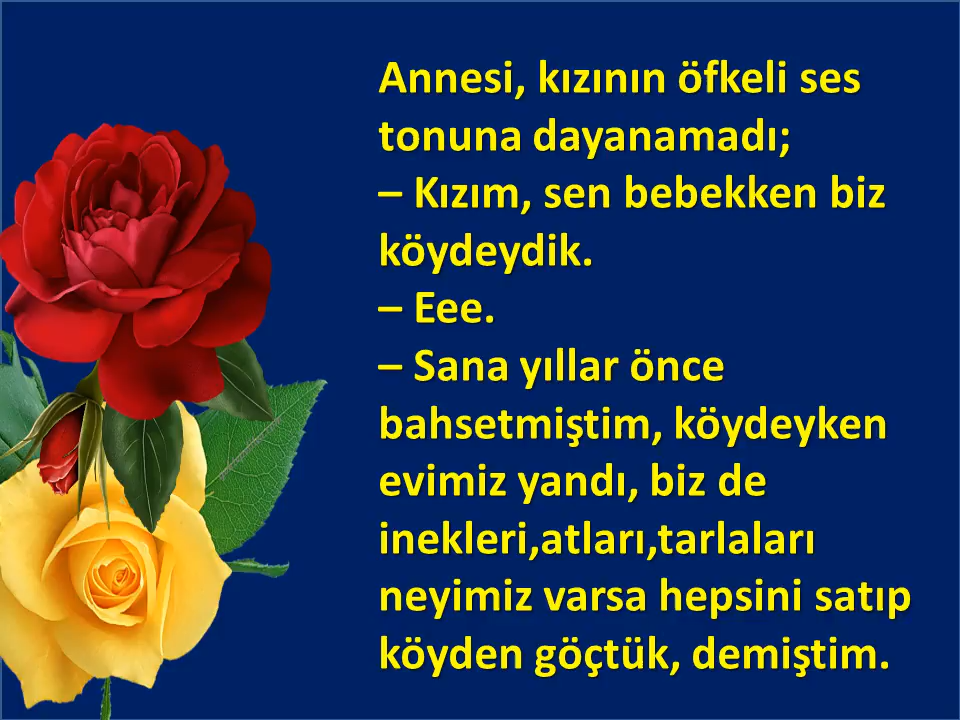 Annesi, kızının öfkeli ses
tonuna dayanamadı;
– Kızım, sen bebekken biz
köydeydik.
– Eee.
– Sana yıllar önce
bahsetmiştim, köydeyken
evimiz yandı, biz de
inekleri,atları,tarlaları
neyimiz varsa hepsini satıp
köyden göçtük, demiştim.